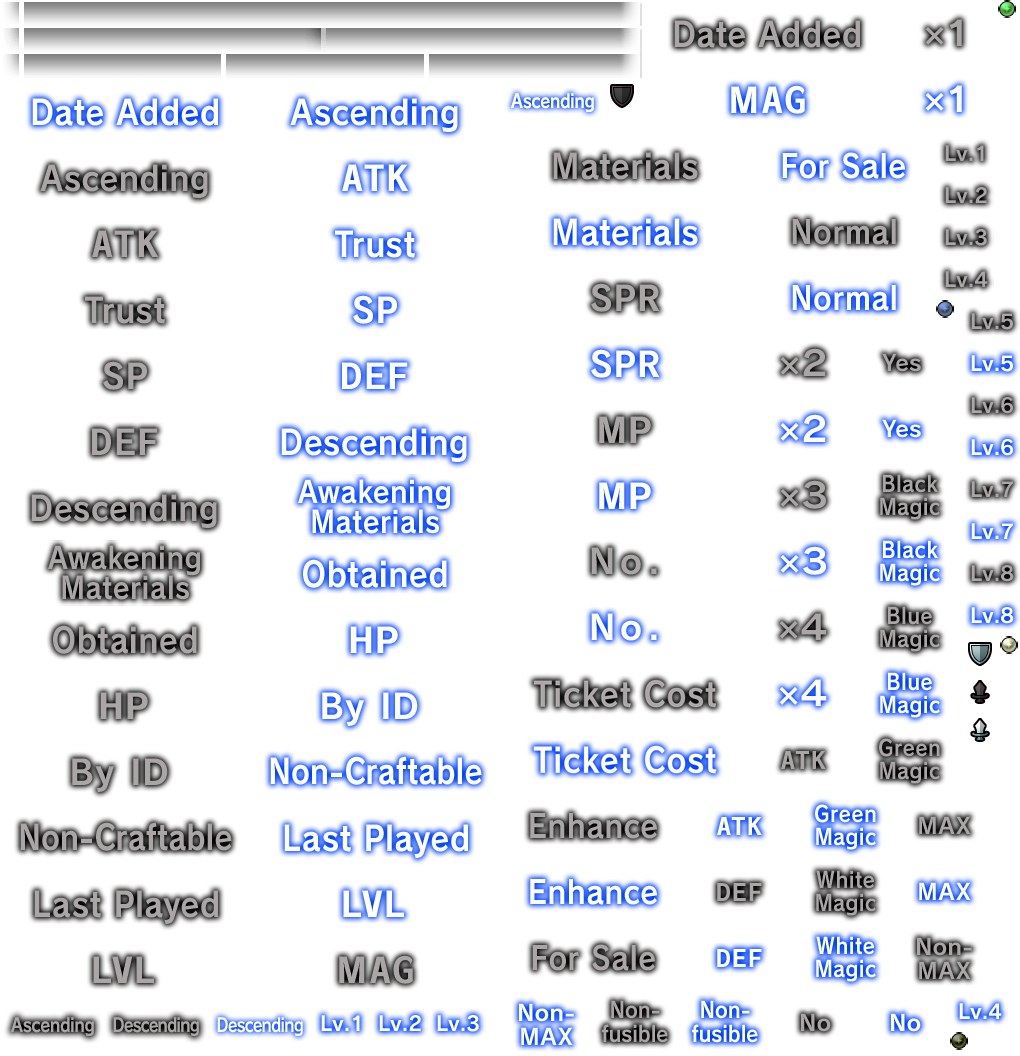 Date Added
×1
Date Added
Ascending
Ascending
MAG
×1
Ascending
ATK
Materials
For Sale
Lv.1
Lv.2
ATK
Trust
Materials
Normal
Lv.3
Lv.4
Trust
SP
SPR
Normal
Lv.5
SP
DEF
SPR
×2
Yes
Lv.5
Lv.6
DEF
Descending
MP
×2
Yes
Lv.6
Descending
Awakening
Materials
MP
×3
Black
Magic
Lv.7
Lv.7
Awakening
Materials
Obtained
No.
×3
Black
Magic
Lv.8
Lv.8
Obtained
HP
No.
×4
Blue
Magic
HP
By ID
Ticket Cost
×4
Blue
Magic
By ID
Non-Craftable
Ticket Cost
ATK
Green
Magic
Non-Craftable
Last Played
Enhance
ATK
Green
Magic
MAX
Last Played
LVL
Enhance
DEF
White
Magic
MAX
LVL
MAG
For Sale
DEF
White
Magic
Non-
MAX
Ascending
Descending
Descending
Lv.1
Lv.2
Lv.3
Non-
MAX
Non-
fusible
Non-
fusible
No
No
Lv.4